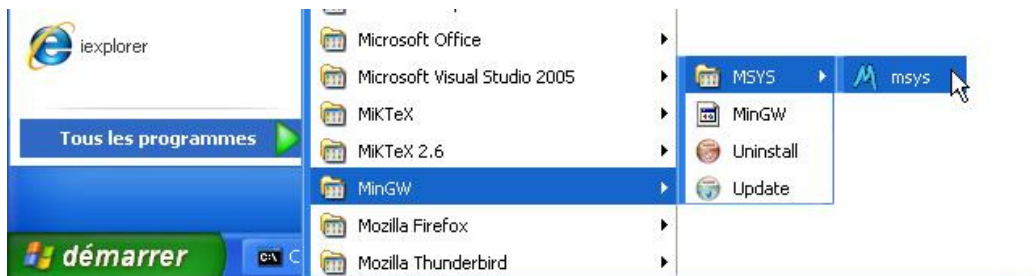 iexplorer
Tous les programmes
démarrer
C:\ C
Microsoft Office
Microsoft Visual Studio 2005
MiKTeX
MiKTeX 2.6
MinGW
Mozilla Firefox
Mozilla Thunderbird
MSYS
MinGW
Uninstall
Update
msys